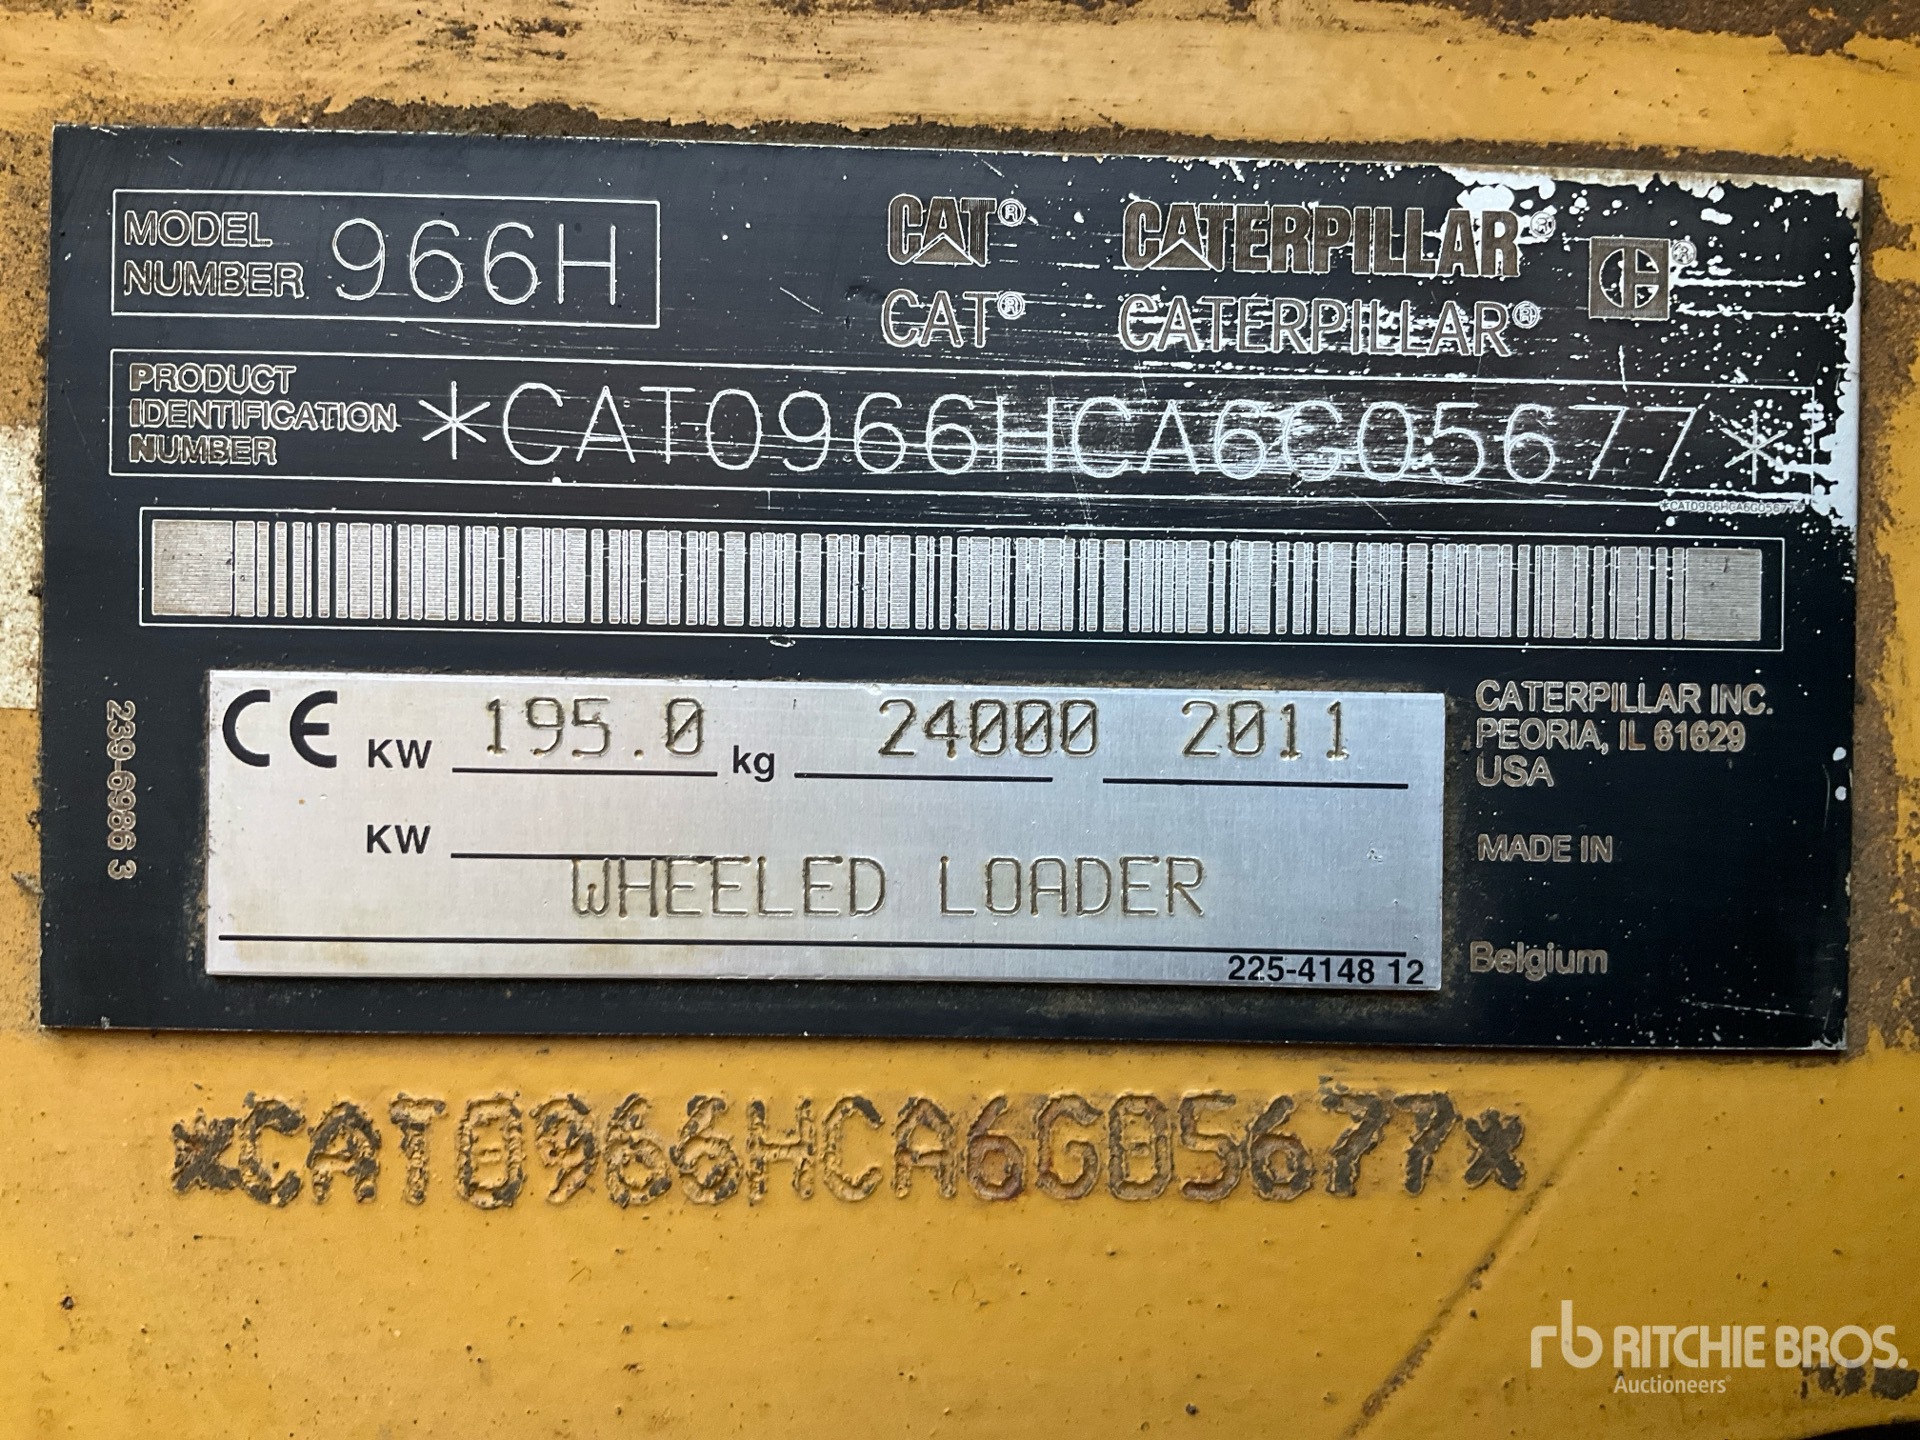 MODEL NUMBER 966H
CAT® CATERPILLAR® ®
CAT® CATERPILLAR®
PRODUCT IDENTIFICATION NUMBER *CAT0966HCA6G05677*
*CAT0966HCA6G05677*
239-6986 3
CE KW 195.0 kg 24000 2011
KW
WHEELED LOADER
225-4148 12
CATERPILLAR INC.
PEORIA, IL 61629
USA
MADE IN
Belgium
*CAT0966HCA6G05677*
rb RITCHIE BROS.
Auctioneers